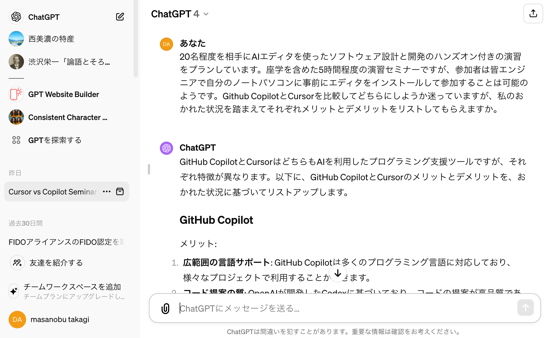 ChatGPT
西美濃の特産
渋沢栄一「論語とそろ...
GPT Website Builder
Consistent Character ...
GPTを探索する
昨日
Cursor vs Copilot Seminar
過去30日間
FIDOアライアンスのFIDO認定を
友達を紹介する
チームワークスペースを追加
チームプランにアップグレードし...
DA masanobu takagi
ChatGPT 4
DA あなた
20名程度を相手にAIエディタを使ったソフトウェア設計と開発のハンズオン付きの演習
をプランしています。座学を含めた5時間程度の演習セミナーですが、参加者は皆エンジ
ニアで自分のノートパソコンに事前にエディタをインストールして参加することは可能
のようです。Github CopilotとCursorを比較してどちらにしようか迷っていますが、私のお
かれた状況を踏まえてそれぞれメリットとデメリットをリストしてもらえますか。
ChatGPT
GitHub CopilotとCursorはどちらもAIを利用したプログラミング支援ツールですが、それ
ぞれ特徴が異なります。以下に、GitHub CopilotとCursorのメリットとデメリットを、お
かれた状況に基づいてリストアップします。
GitHub Copilot
メリット:
1. 広範囲の言語サポート: GitHub Copilotは多くのプログラミング言語に対応しており、
様々なプロジェクトで利用することができます。
2. コード提案の質: OpenAIが開発したCodexに基づいており、コードの提案が高品質であ
ChatGPTにメッセージを送る...
ChatGPTは間違いを犯すことがあります。重要な情報は確認をお考えください。